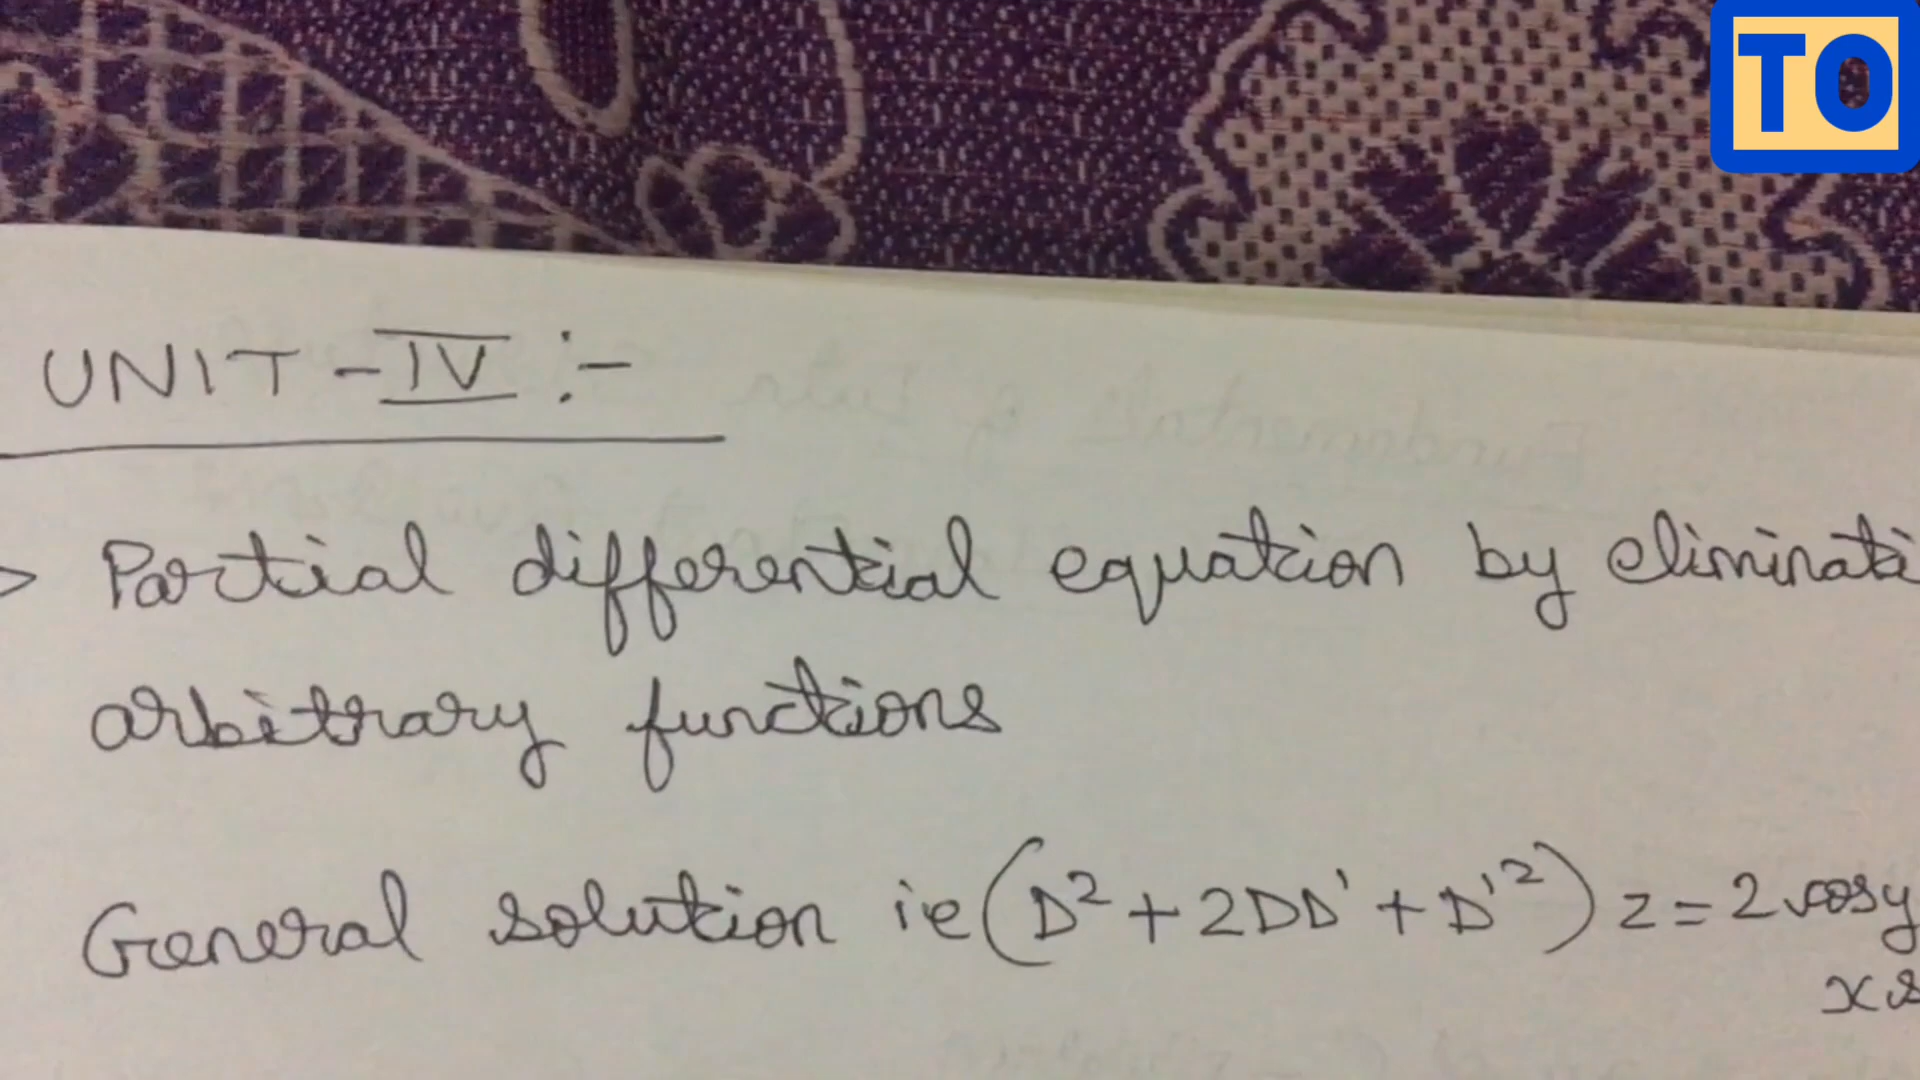 TO
UNIT - IV :-
> Partial differential equation by eliminati
arbitrary functions
General solution ie (D² + 2DD' + D'²) z = 2 cosy
x s